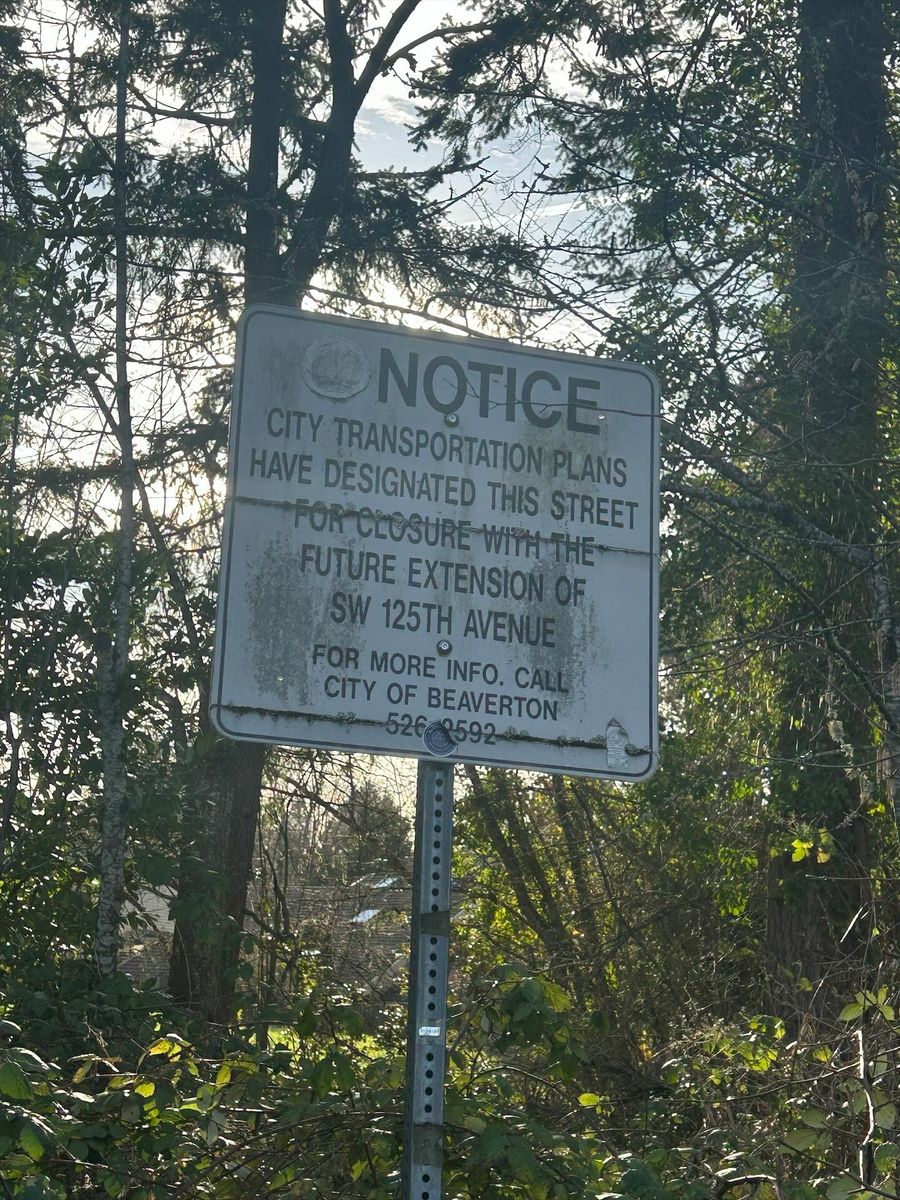 NOTICE
CITY TRANSPORTATION PLANS
HAVE DESIGNATED THIS STREET
FOR CLOSURE WITH THE
FUTURE EXTENSION OF
SW 125TH AVENUE
FOR MORE INFO. CALL
CITY OF BEAVERTON